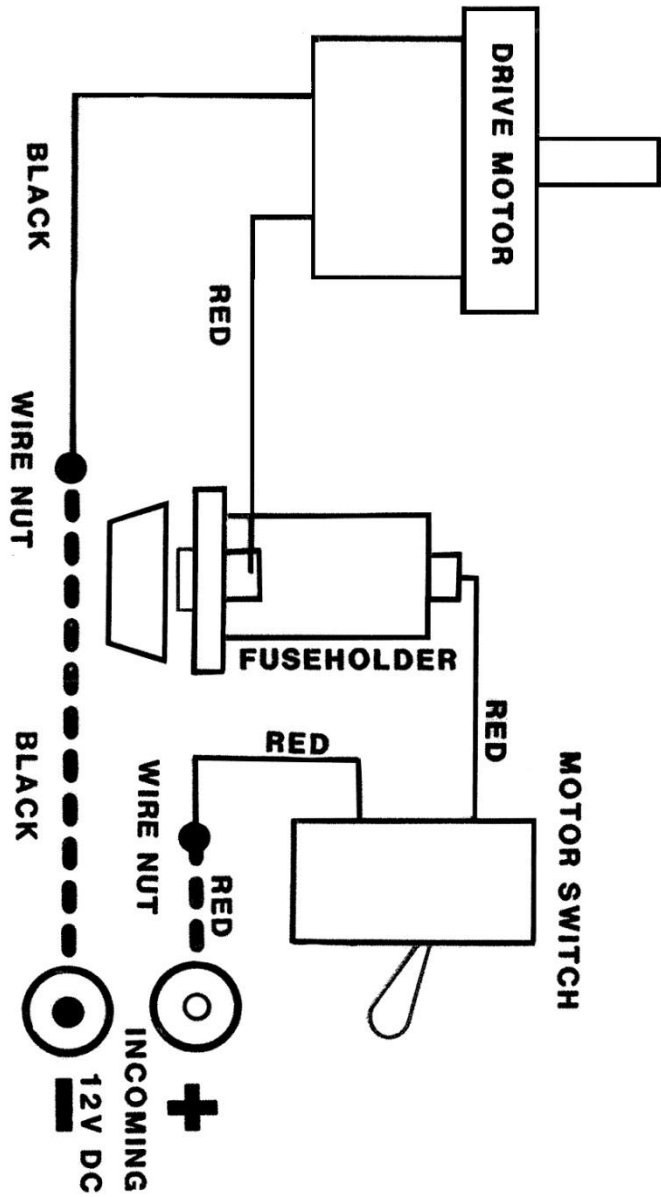 DRIVE MOTOR
BLACK
RED
WIRE NUT
FUSEHOLDER
RED
MOTOR SWITCH
RED
WIRE NUT
RED
BLACK
INCOMING
12V DC
+
−